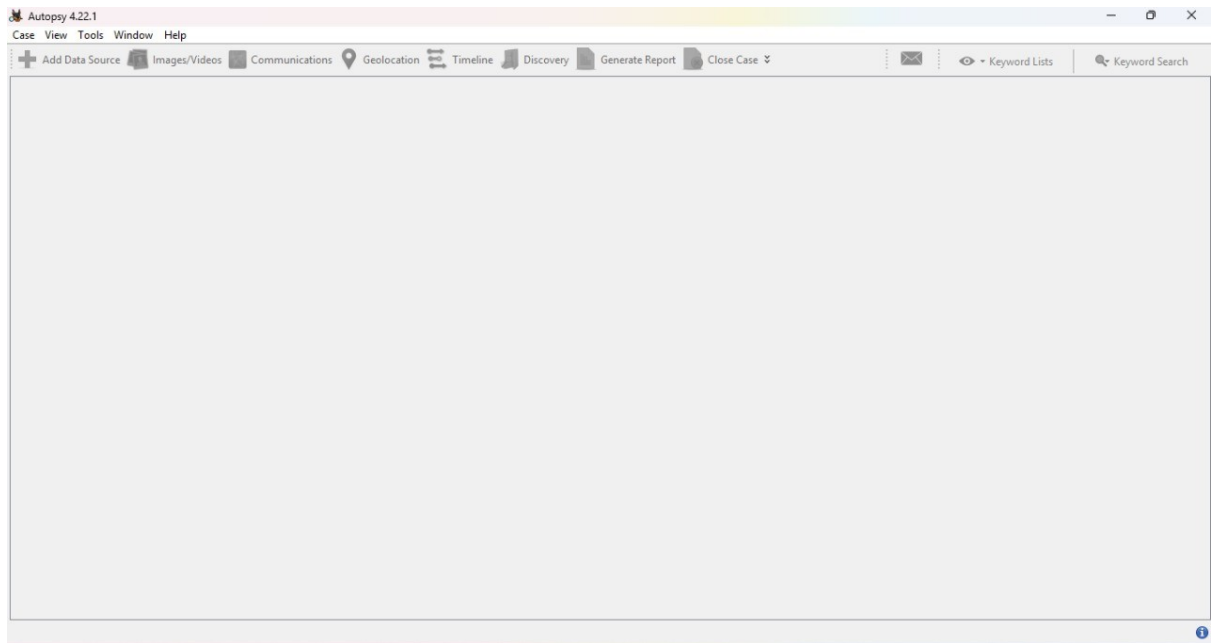 Autopsy 4.22.1
Case View Tools Window Help
Add Data Source Images/Videos Communications Geolocation Timeline Discovery Generate Report Close Case Keyword Lists Keyword Search